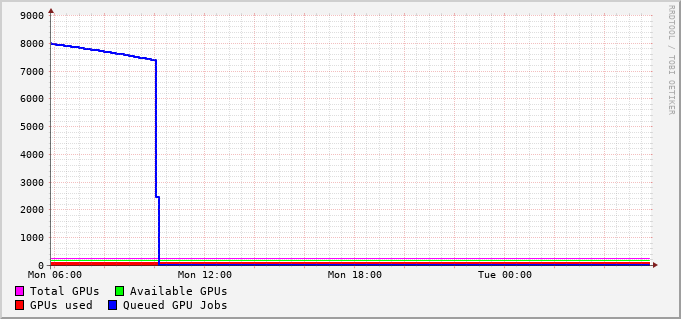 9000
8000
7000
6000
5000
4000
3000
2000
1000
0
Mon 06:00 Mon 12:00 Mon 18:00 Tue 00:00
Total GPUs Available GPUs
GPUs used Queued GPU Jobs
RRDTOOL / TOBI OETIKER